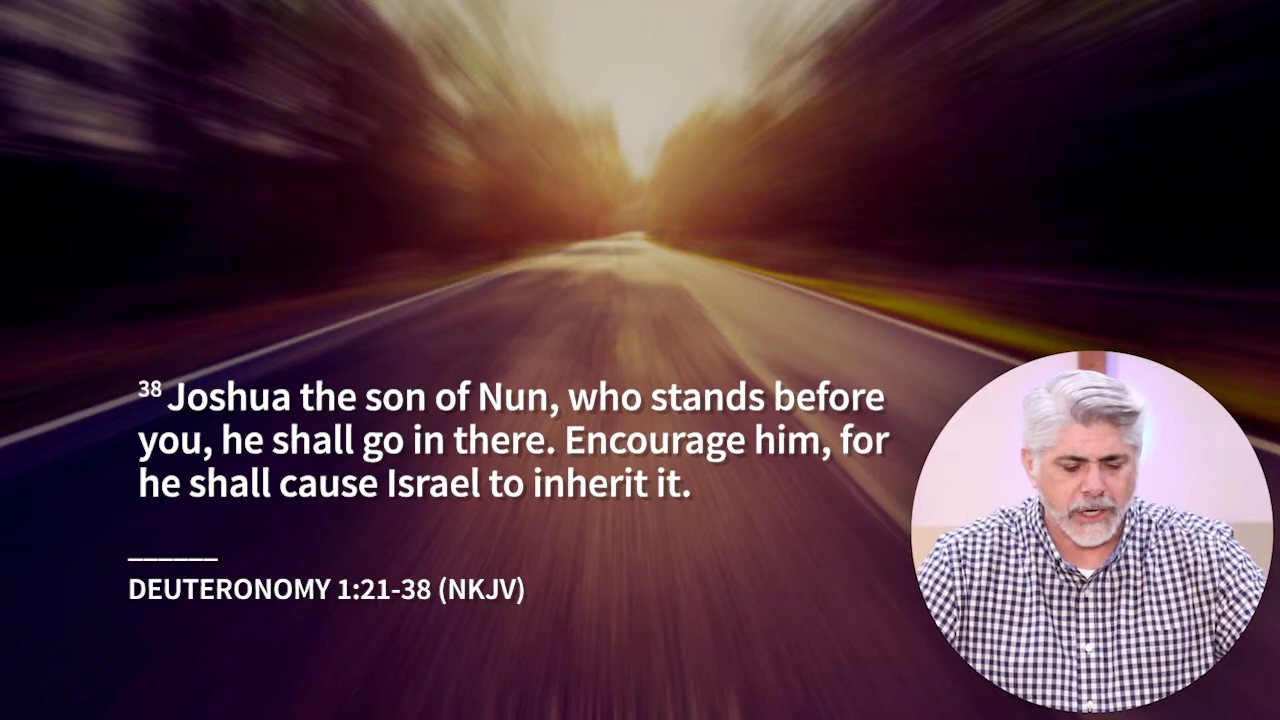 38 Joshua the son of Nun, who stands before
you, he shall go in there. Encourage him, for
he shall cause Israel to inherit it.
______
DEUTERONOMY 1:21-38 (NKJV)